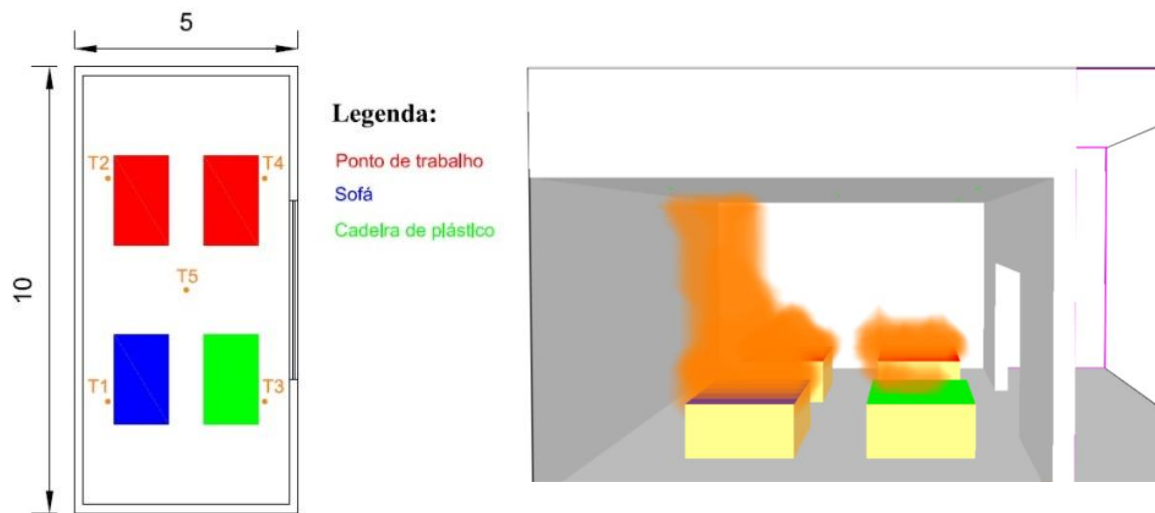 5
10
T2
T4
T5
T1
T3
Legenda:
Ponto de trabalho
Sofá
Cadeira de plástico